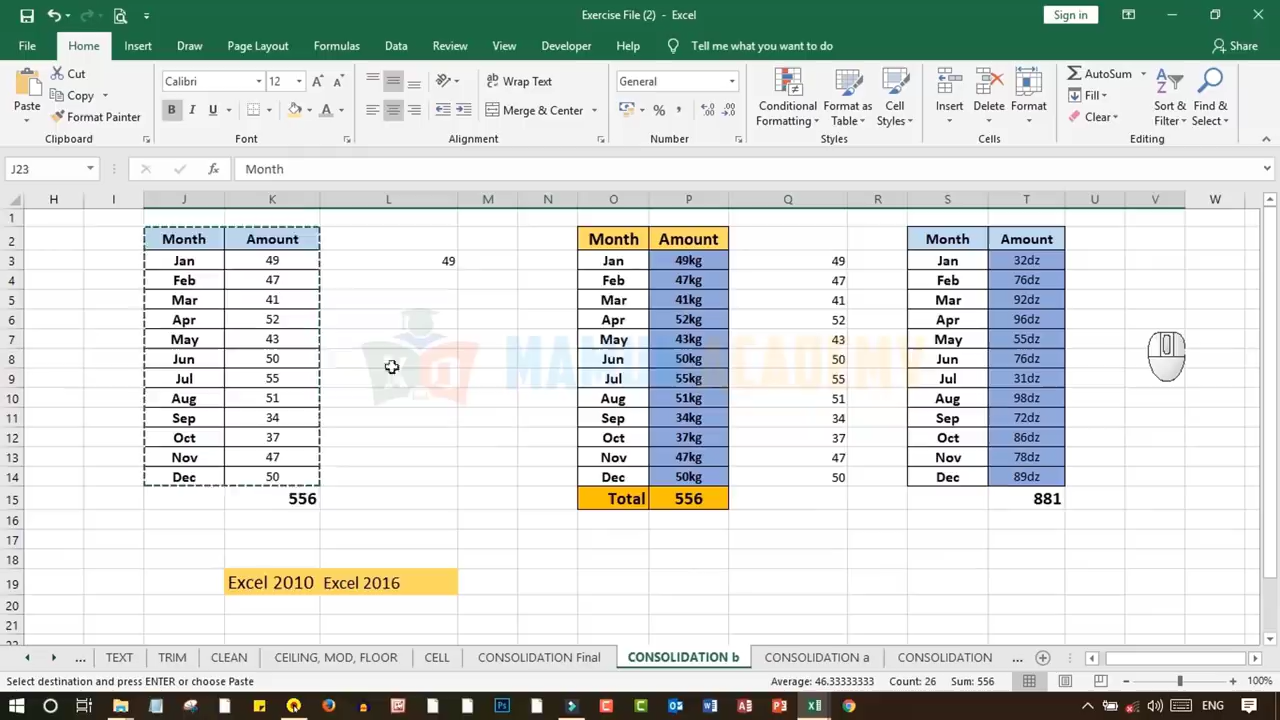 Exercise File (2) - Excel
Sign in
File Home Insert Draw Page Layout Formulas Data Review View Developer Help Tell me what you want to do Share
Paste
Cut
Copy
Format Painter
Clipboard
Calibri 12
B I U
Font
Wrap Text
Merge & Center
Alignment
General
Number
Conditional Formatting
Format as Table
Cell Styles
Styles
Insert Delete Format
Cells
AutoSum
Fill
Clear
Sort & Filter
Find & Select
Editing
J23 fx Month
H I J K L M N O P Q R S T U V W
1
2 Month Amount Month Amount Month Amount
3 Jan 49 49 Jan 49kg 49 Jan 32dz
4 Feb 47 Feb 47kg 47 Feb 76dz
5 Mar 41 Mar 41kg 41 Mar 92dz
6 Apr 52 Apr 52kg 52 Apr 96dz
7 May 43 May 43kg 43 May 55dz
8 Jun 50 Jun 50kg 50 Jun 76dz
9 Jul 55 Jul 55kg 55 Jul 31dz
10 Aug 51 Aug 51kg 51 Aug 98dz
11 Sep 34 Sep 34kg 34 Sep 72dz
12 Oct 37 Oct 37kg 37 Oct 86dz
13 Nov 47 Nov 47kg 47 Nov 78dz
14 Dec 50 Dec 50kg 50 Dec 89dz
15 556 Total 556 881
16
17
18
19 Excel 2010 Excel 2016
20
21
... TEXT TRIM CLEAN CEILING, MOD, FLOOR CELL CONSOLIDATION Final CONSOLIDATION b CONSOLIDATION a CONSOLIDATION ...
Select destination and press ENTER or choose Paste Average: 46.33333333 Count: 26 Sum: 556 100%
ENG